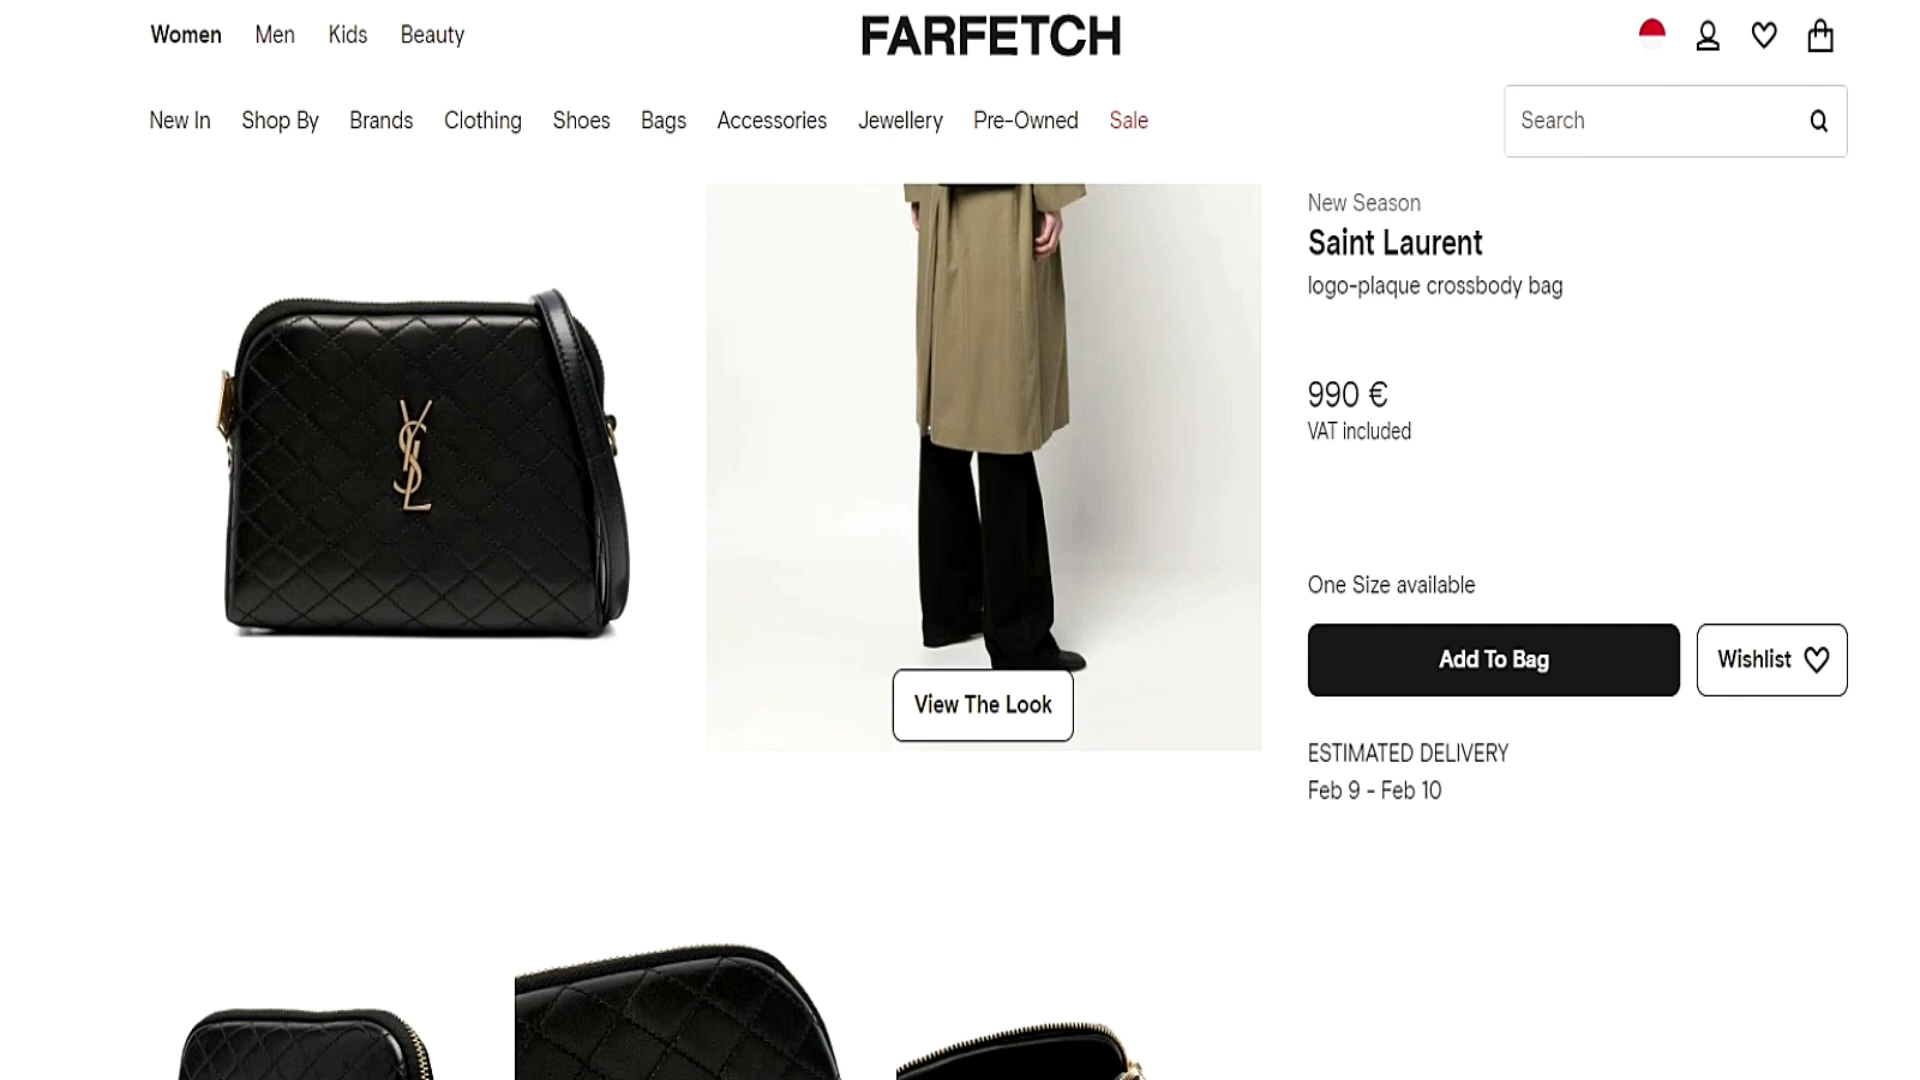 Women Men Kids Beauty
FARFETCH
New In Shop By Brands Clothing Shoes Bags Accessories Jewellery Pre-Owned Sale
Search
New Season
Saint Laurent
logo-plaque crossbody bag
990 €
VAT included
YSL
View The Look
One Size available
Add To Bag
Wishlist
ESTIMATED DELIVERY
Feb 9 - Feb 10